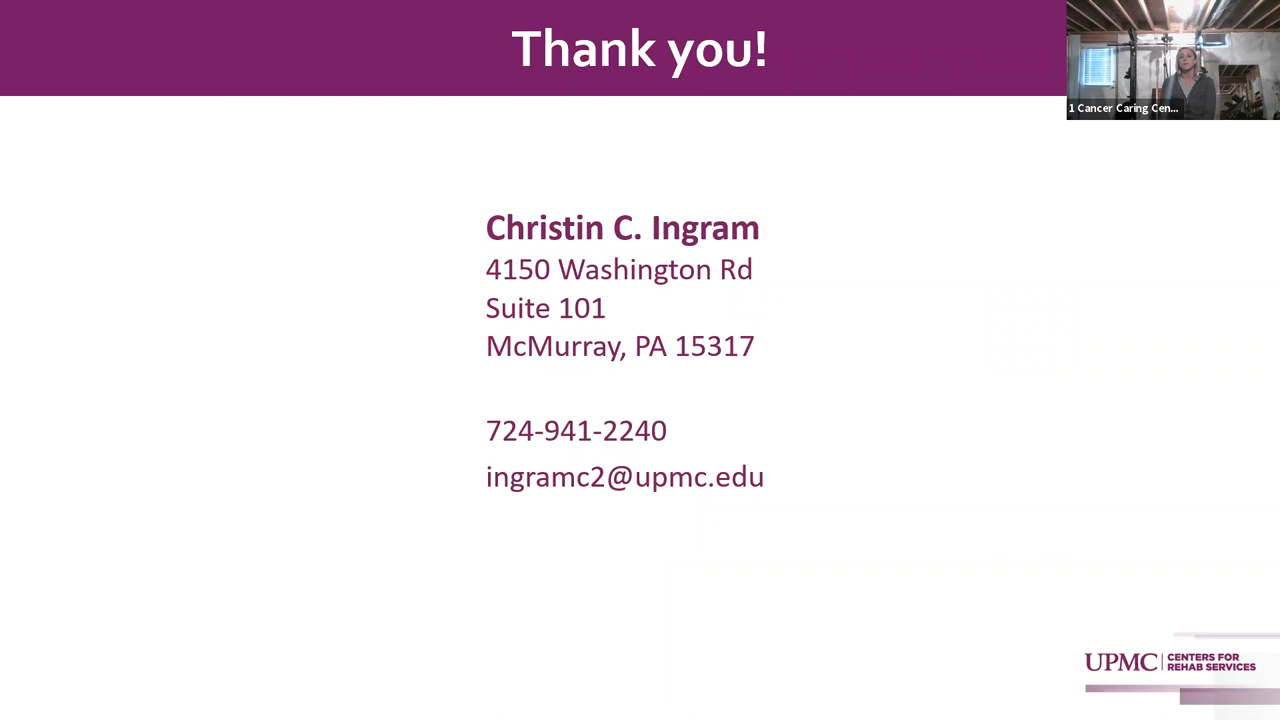 Thank you!
1 Cancer Caring Cen...
Christin C. Ingram
4150 Washington Rd
Suite 101
McMurray, PA 15317
724-941-2240
ingramc2@upmc.edu
UPMC CENTERS FOR
REHAB SERVICES